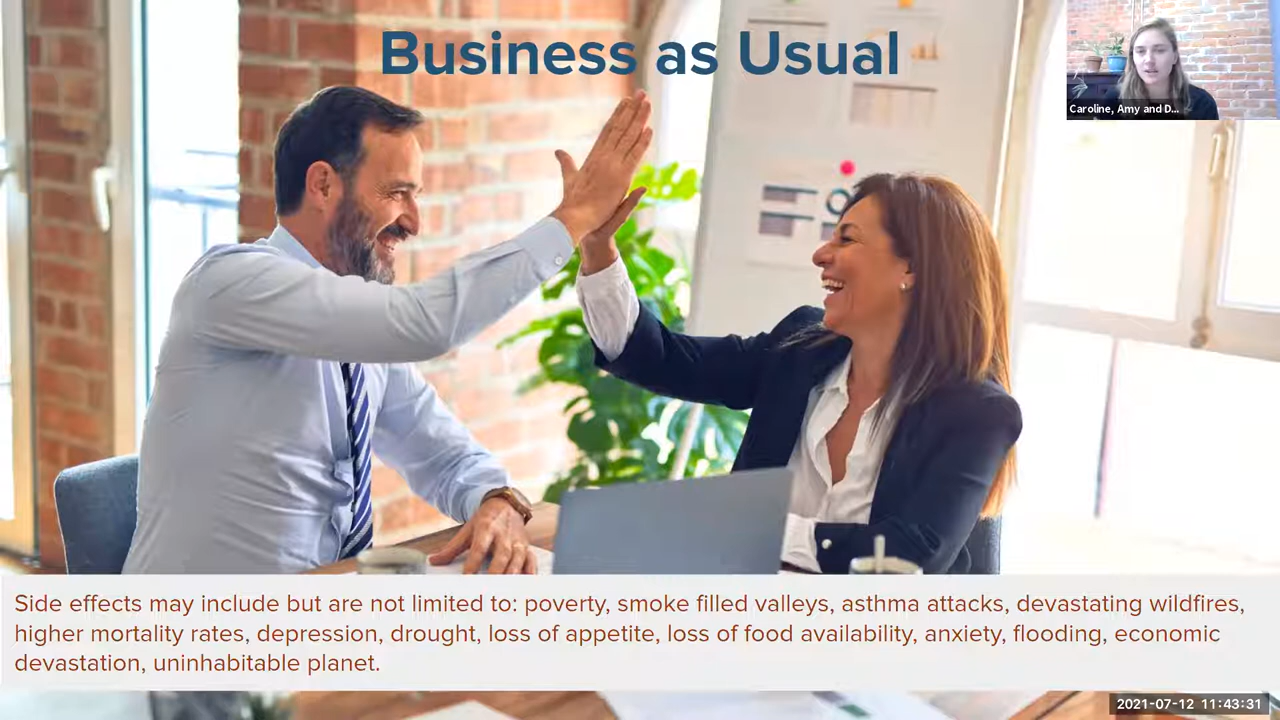 Business as Usual
Caroline, Amy and D...
Side effects may include but are not limited to: poverty, smoke filled valleys, asthma attacks, devastating wildfires,
higher mortality rates, depression, drought, loss of appetite, loss of food availability, anxiety, flooding, economic
devastation, uninhabitable planet.
2021-07-12 11:43:31